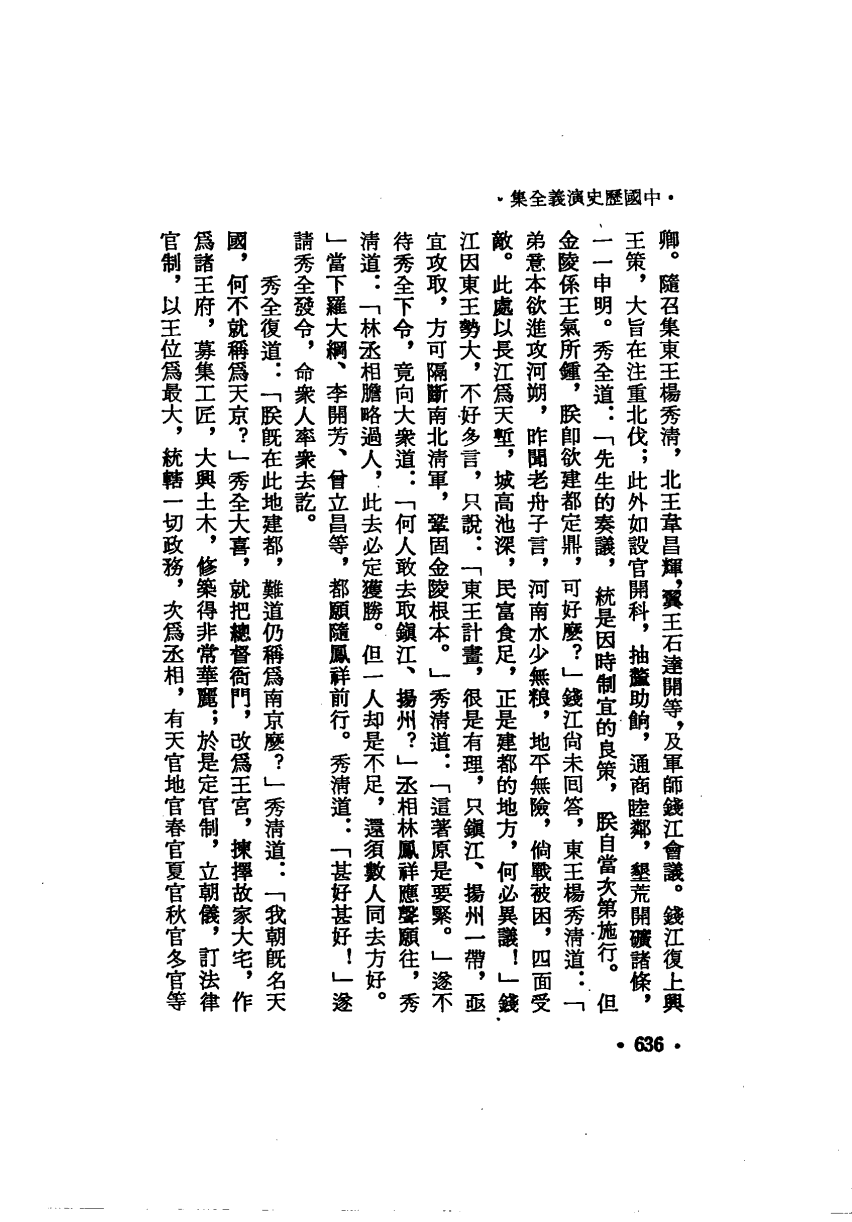 ·中國歷史演義全集·
卿。隨召集東王楊秀清，北王韋昌輝，翼王石達開等，及軍師錢江會議。錢江復上興
王策，大旨在注重北伐；此外如設官開科，抽釐助餉，通商睦鄰，墾荒開礦諸條，
一一申明。秀全道：「先生的奏議，統是因時制宜的良策，朕自當次第施行。但
金陵係王氣所鍾，朕卽欲建都定鼎，可好麼？」錢江尙未回答，東王楊秀清道：「
弟意本欲進攻河朔，昨聞老舟子言，河南水少無粮，地平無險，倘戰被困，四面受
敵。此處以長江爲天塹，城高池深，民富食足，正是建都的地方，何必異議！」錢
江因東王勢大，不好多言，只說：「東王計畫，很是有理，只鎭江、揚州一帶，亟
宜攻取，方可隔斷南北清軍，鞏固金陵根本。」秀清道：「這著原是要緊。」遂不
待秀全下令，竟向大衆道：「何人敢去取鎭江、揚州？」丞相林鳳祥應聲願往，秀
清道：「林丞相膽略過人，此去必定獲勝。但一人却是不足，還須數人同去方好。
」當下羅大綱、李開芳、曾立昌等，都願隨鳳祥前行。秀清道：「甚好甚好！」遂
請秀全發令，命衆人率衆去訖。
秀全復道：「朕旣在此地建都，難道仍稱爲南京麼？」秀清道：「我朝旣名天
國，何不就稱爲天京？」秀全大喜，就把總督衙門，改爲王宮，揀擇故家大宅，作
爲諸王府，募集工匠，大興土木，修築得非常華麗；於是定官制，立朝儀，訂法律
官制，以王位爲最大，統轄一切政務，次爲丞相，有天官地官春官夏官秋官冬官等
·636·